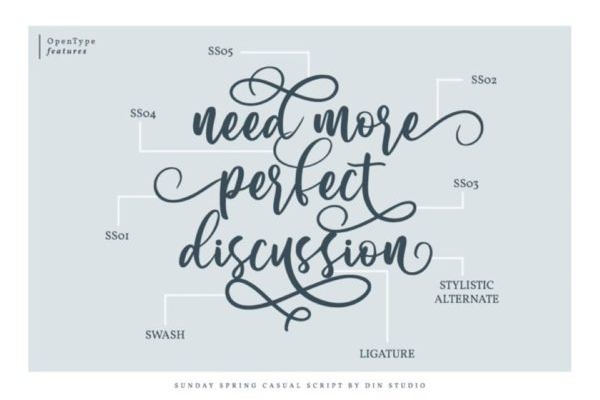 OpenType
features
SS05
SS02
SS04
need more
perfect
SS03
SS01
discussion
STYLISTIC
ALTERNATE
SWASH
LIGATURE
SUNDAY SPRING CASUAL SCRIPT BY DIN STUDIO